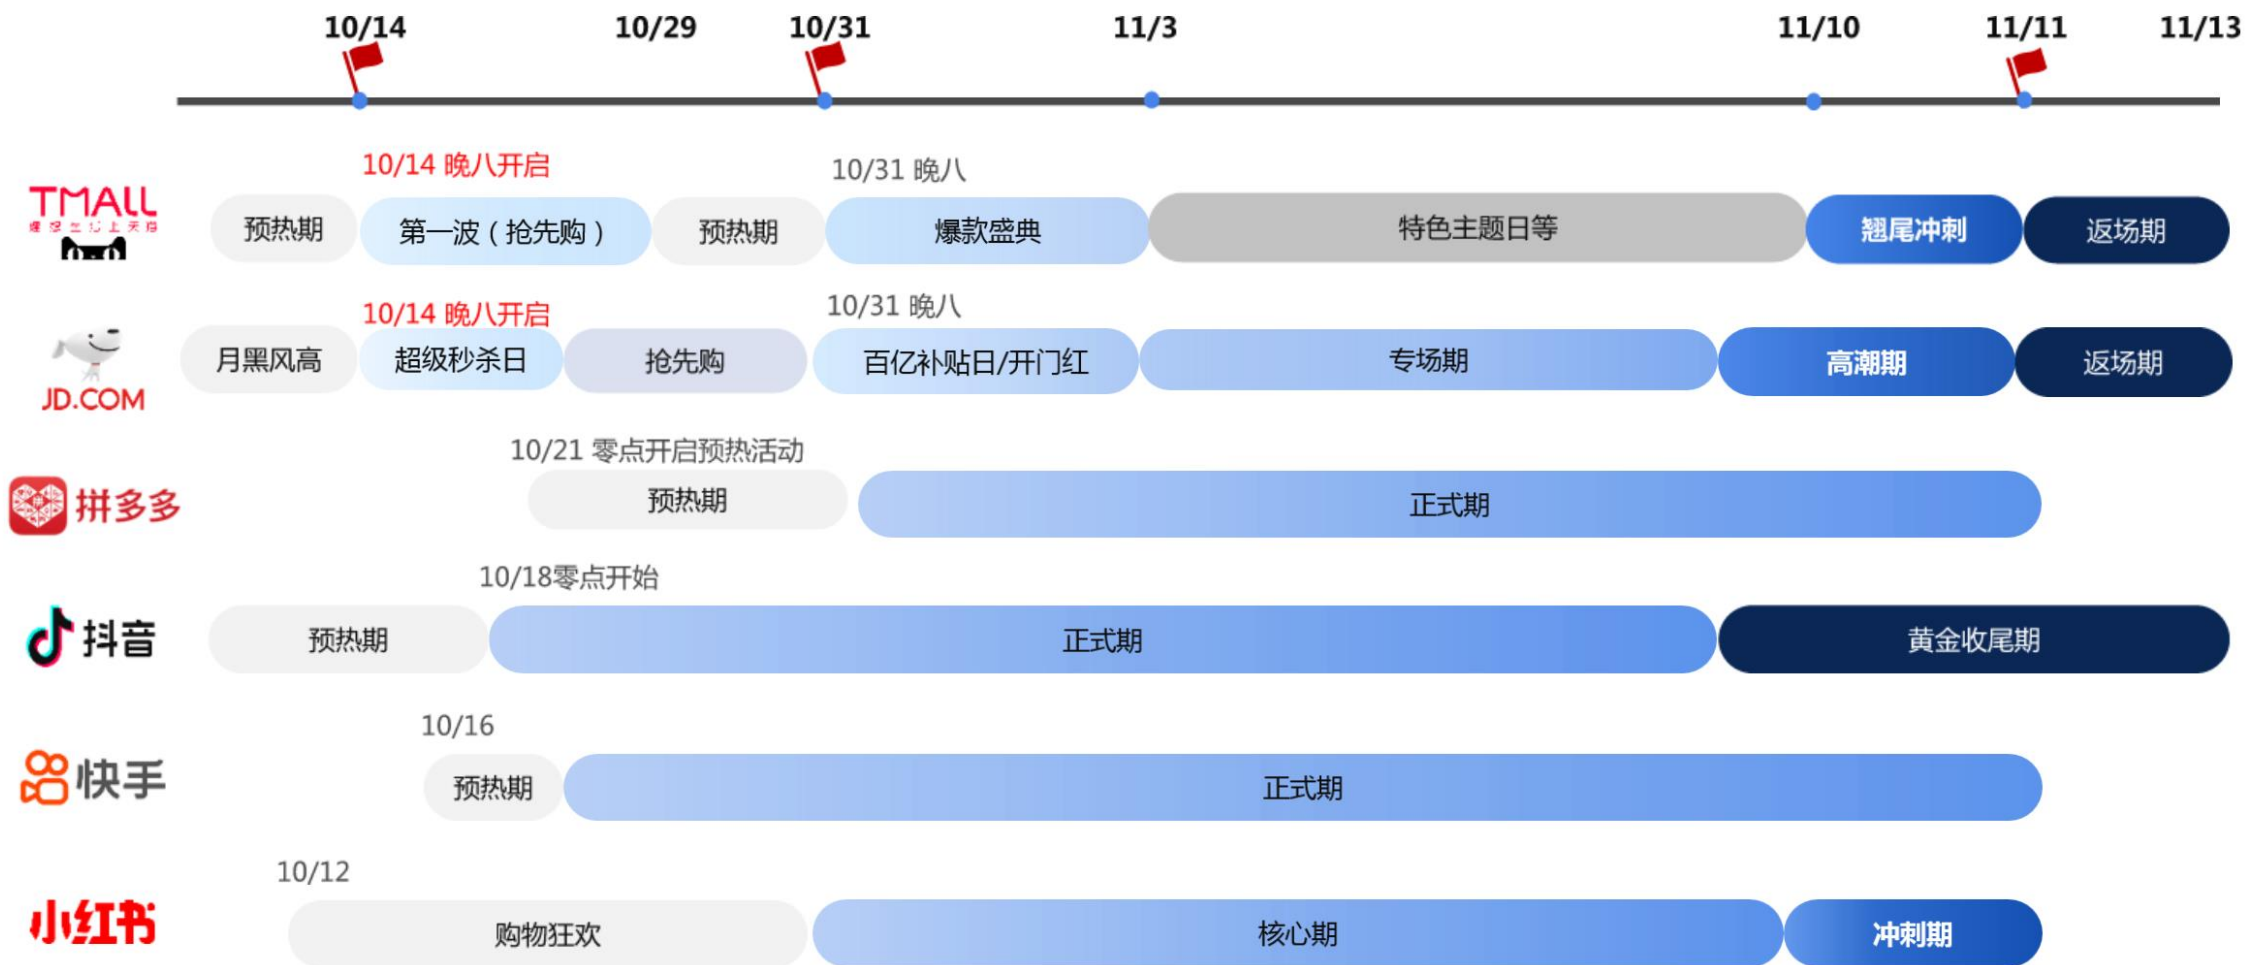 10/14 10/29 10/31 11/3 11/10 11/11 11/13
10/14 晚八开启 10/31 晚八
TMALL
理想生活上天猫
预热期 第一波（抢先购） 预热期 爆款盛典 特色主题日等 翘尾冲刺 返场期
10/14 晚八开启 10/31 晚八
月黑风高 超级秒杀日 抢先购 百亿补贴日/开门红 专场期 高潮期 返场期
JD.COM
10/21 零点开启预热活动
拼 拼多多 预热期 正式期
10/18零点开始
抖音 预热期 正式期 黄金收尾期
10/16
快手 预热期 正式期
10/12
小红书 购物狂欢 核心期 冲刺期